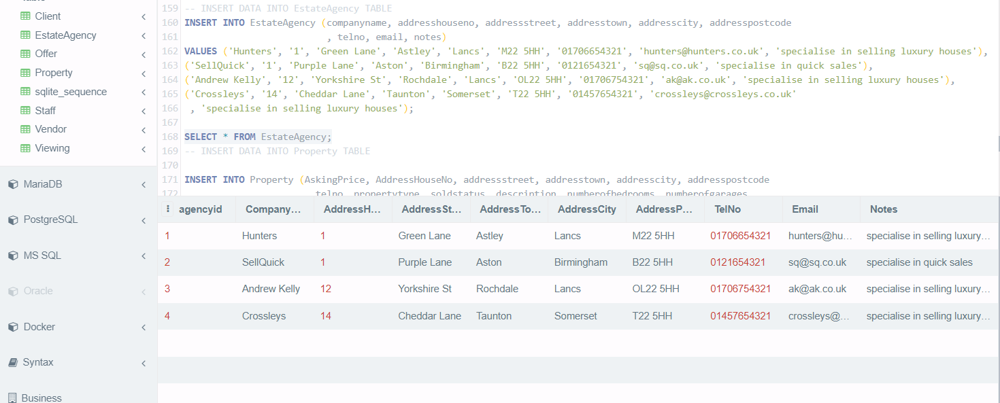 Client
EstateAgency
Offer
Property
sqlite_sequence
Staff
Vendor
Viewing
MariaDB
PostgreSQL
MS SQL
Oracle
Docker
Syntax
Business
159 -- INSERT DATA INTO EstateAgency TABLE
160 INSERT INTO EstateAgency (companyname, addresshouseno, addressstreet, addresstown, addresscity, addresspostcode
161 , telno, email, notes)
162 VALUES ('Hunters', '1', 'Green Lane', 'Astley', 'Lancs', 'M22 5HH', '01706654321', 'hunters@hunters.co.uk', 'specialise in selling luxury houses'),
163 ('SellQuick', '1', 'Purple Lane', 'Aston', 'Birmingham', 'B22 5HH', '0121654321', 'sq@sq.co.uk', 'specialise in quick sales'),
164 ('Andrew Kelly', '12', 'Yorkshire St', 'Rochdale', 'Lancs', 'OL22 5HH', '01706754321', 'ak@ak.co.uk', 'specialise in selling luxury houses'),
165 ('Crossleys', '14', 'Cheddar Lane', 'Taunton', 'Somerset', 'T22 5HH', '01457654321', 'crossleys@crossleys.co.uk'
166 , 'specialise in selling luxury houses');
167
168 SELECT * FROM EstateAgency;
169 -- INSERT DATA INTO Property TABLE
170
171 INSERT INTO Property (AskingPrice, AddressHouseNo, addressstreet, addresstown, addresscity, addresspostcode
172 telno, propertytype, soldstatus, description, numberofbedrooms, numberofgarages
agencyid Company... AddressH... AddressSt... AddressTo... AddressCity AddressP... TelNo Email Notes
1 Hunters 1 Green Lane Astley Lancs M22 5HH 01706654321 hunters@hu... specialise in selling luxury...
2 SellQuick 1 Purple Lane Aston Birmingham B22 5HH 0121654321 sq@sq.co.uk specialise in quick sales
3 Andrew Kelly 12 Yorkshire St Rochdale Lancs OL22 5HH 01706754321 ak@ak.co.uk specialise in selling luxury...
4 Crossleys 14 Cheddar Lane Taunton Somerset T22 5HH 01457654321 crossleys@... specialise in selling luxury...